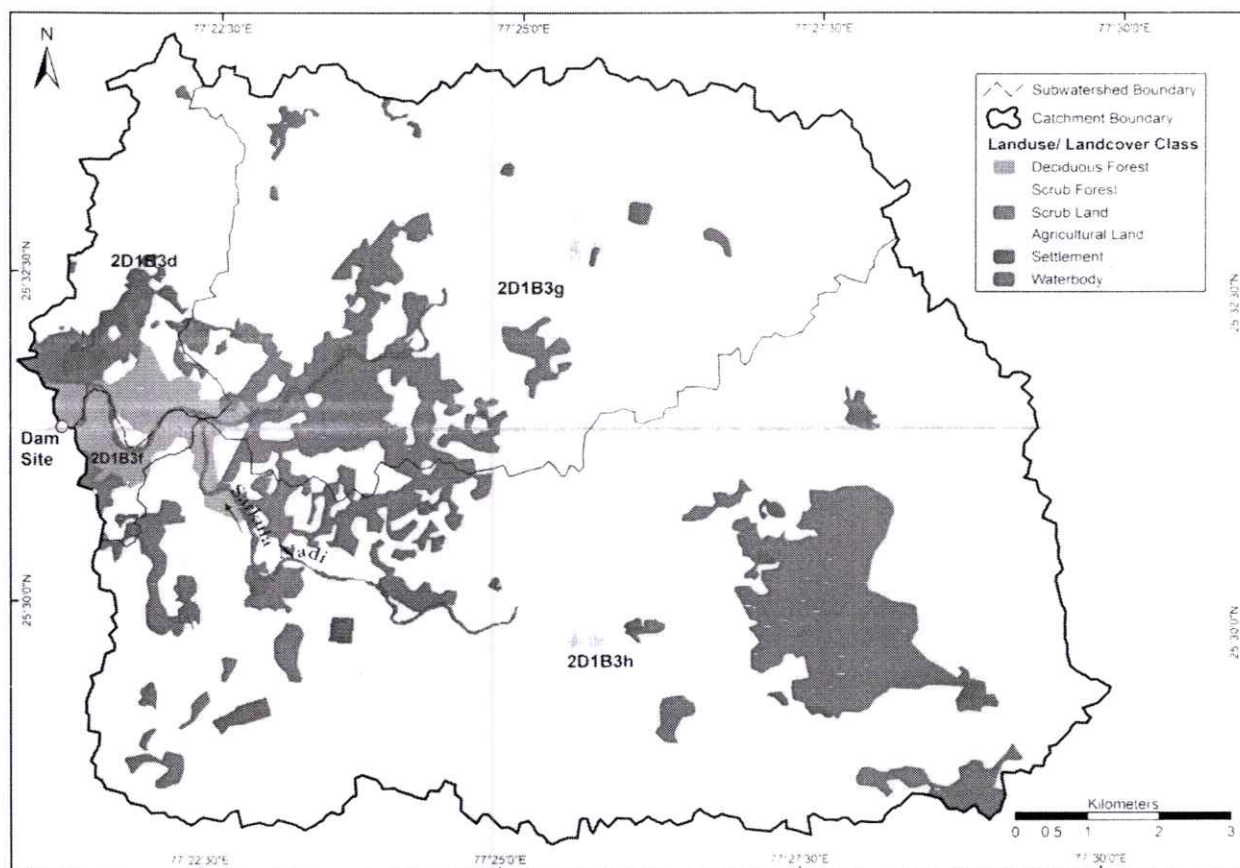 77°22'30"E 77°25'0"E 77°27'30"E 77°30'0"E
N
Subwatershed Boundary
Catchment Boundary
Landuse/ Landcover Class
Deciduous Forest
Scrub Forest
Scrub Land
Agricultural Land
Settlement
Waterbody
25°32'30"N
25°32'30"N
2D1B3d
2D1B3g
Dam
Site
2D1B3f
Nadi
25°30'0"N
25°30'0"N
2D1B3h
Kilometers
0 0.5 1 2 3
77°22'30"E 77°25'0"E 77°27'30"E 77°30'0"E